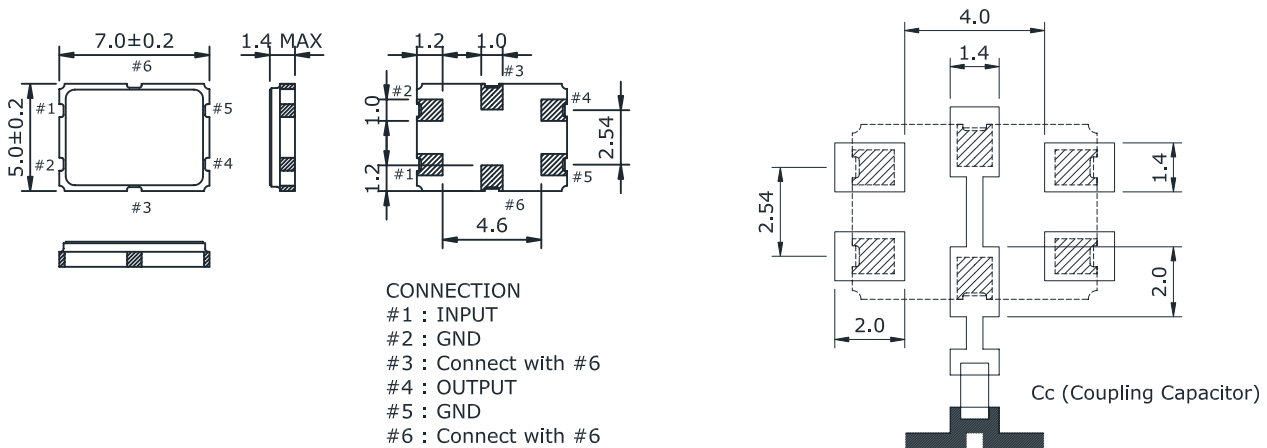 7.0±0.2
#6
1.4 MAX
5.0±0.2
#1
#5
#2
#4
#3
1.2
1.0
#3
#2
#4
1.0
2.54
1.2
#1
#5
#6
4.6
4.0
1.4
1.4
2.54
2.0
2.0
CONNECTION
#1 : INPUT
#2 : GND
#3 : Connect with #6
#4 : OUTPUT
#5 : GND
#6 : Connect with #6
Cc (Coupling Capacitor)